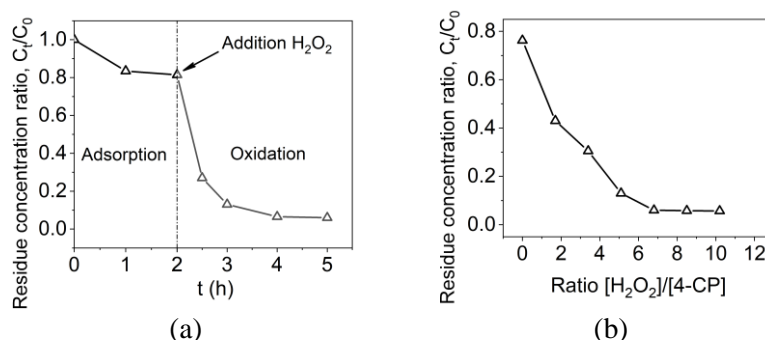 Residue concentration ratio, Cₜ/C₀
1.0
0.8
0.6
0.4
0.2
0.0
Addition H₂O₂
Adsorption
Oxidation
0 1 2 3 4 5
t (h)
(a)
Residue concentration ratio, Cₜ/C₀
0.8
0.6
0.4
0.2
0.0
0 2 4 6 8 10 12
Ratio [H₂O₂]/[4-CP]
(b)